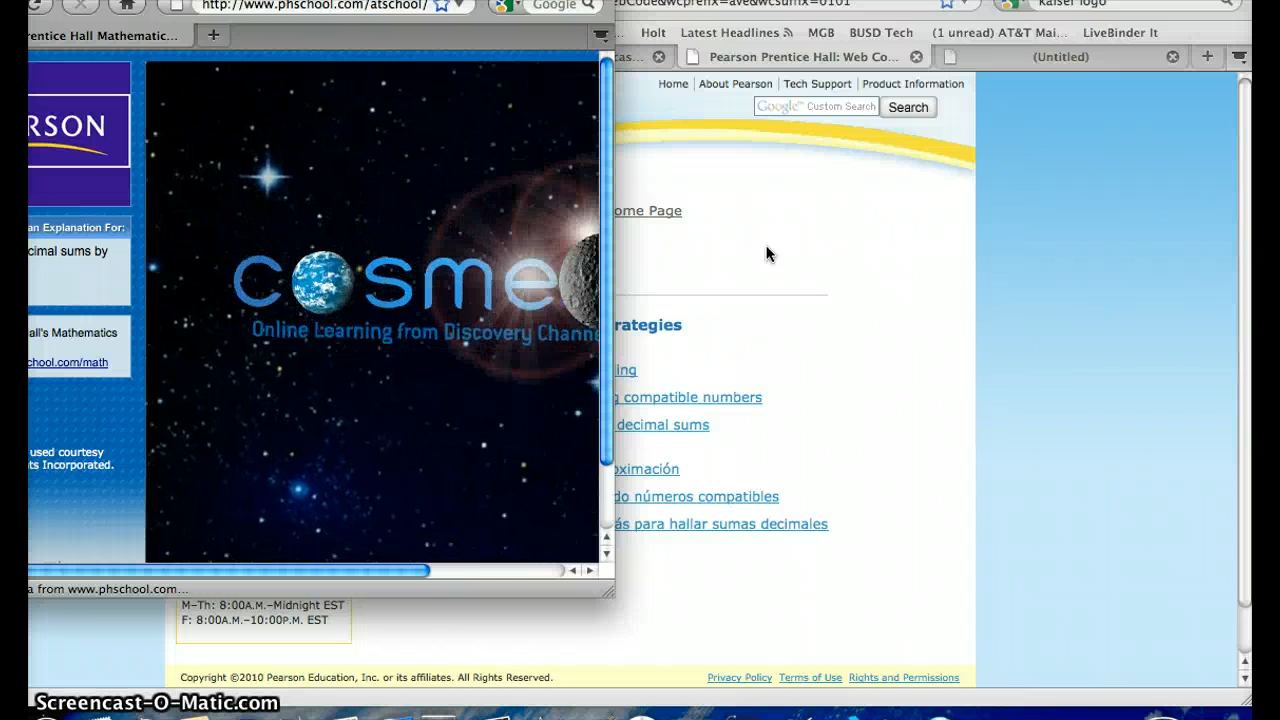 http://www.phschool.com/atschool/
Google
kaiser logo
rentice Hall Mathematic...
Holt
Latest Headlines
MGB
BUSD Tech
(1 unread) AT&T Mai...
LiveBinder It
Pearson Prentice Hall: Web Co...
(Untitled)
Home
About Pearson
Tech Support
Product Information
Google™ Custom Search
Search
RSON
an Explanation For:
cimal sums by
all's Mathematics
chool.com/math
used courtesy
ts Incorporated.
cosme
Online Learning from Discovery Channe
ome Page
rategies
ing
g compatible numbers
decimal sums
oximación
do números compatibles
ás para hallar sumas decimales
a from www.phschool.com...
M-Th: 8:00A.M.-Midnight EST
F: 8:00A.M.-10:00P.M. EST
Copyright ©2010 Pearson Education, Inc. or its affiliates. All Rights Reserved.
Privacy Policy
Terms of Use
Rights and Permissions
Screencast-O-Matic.com